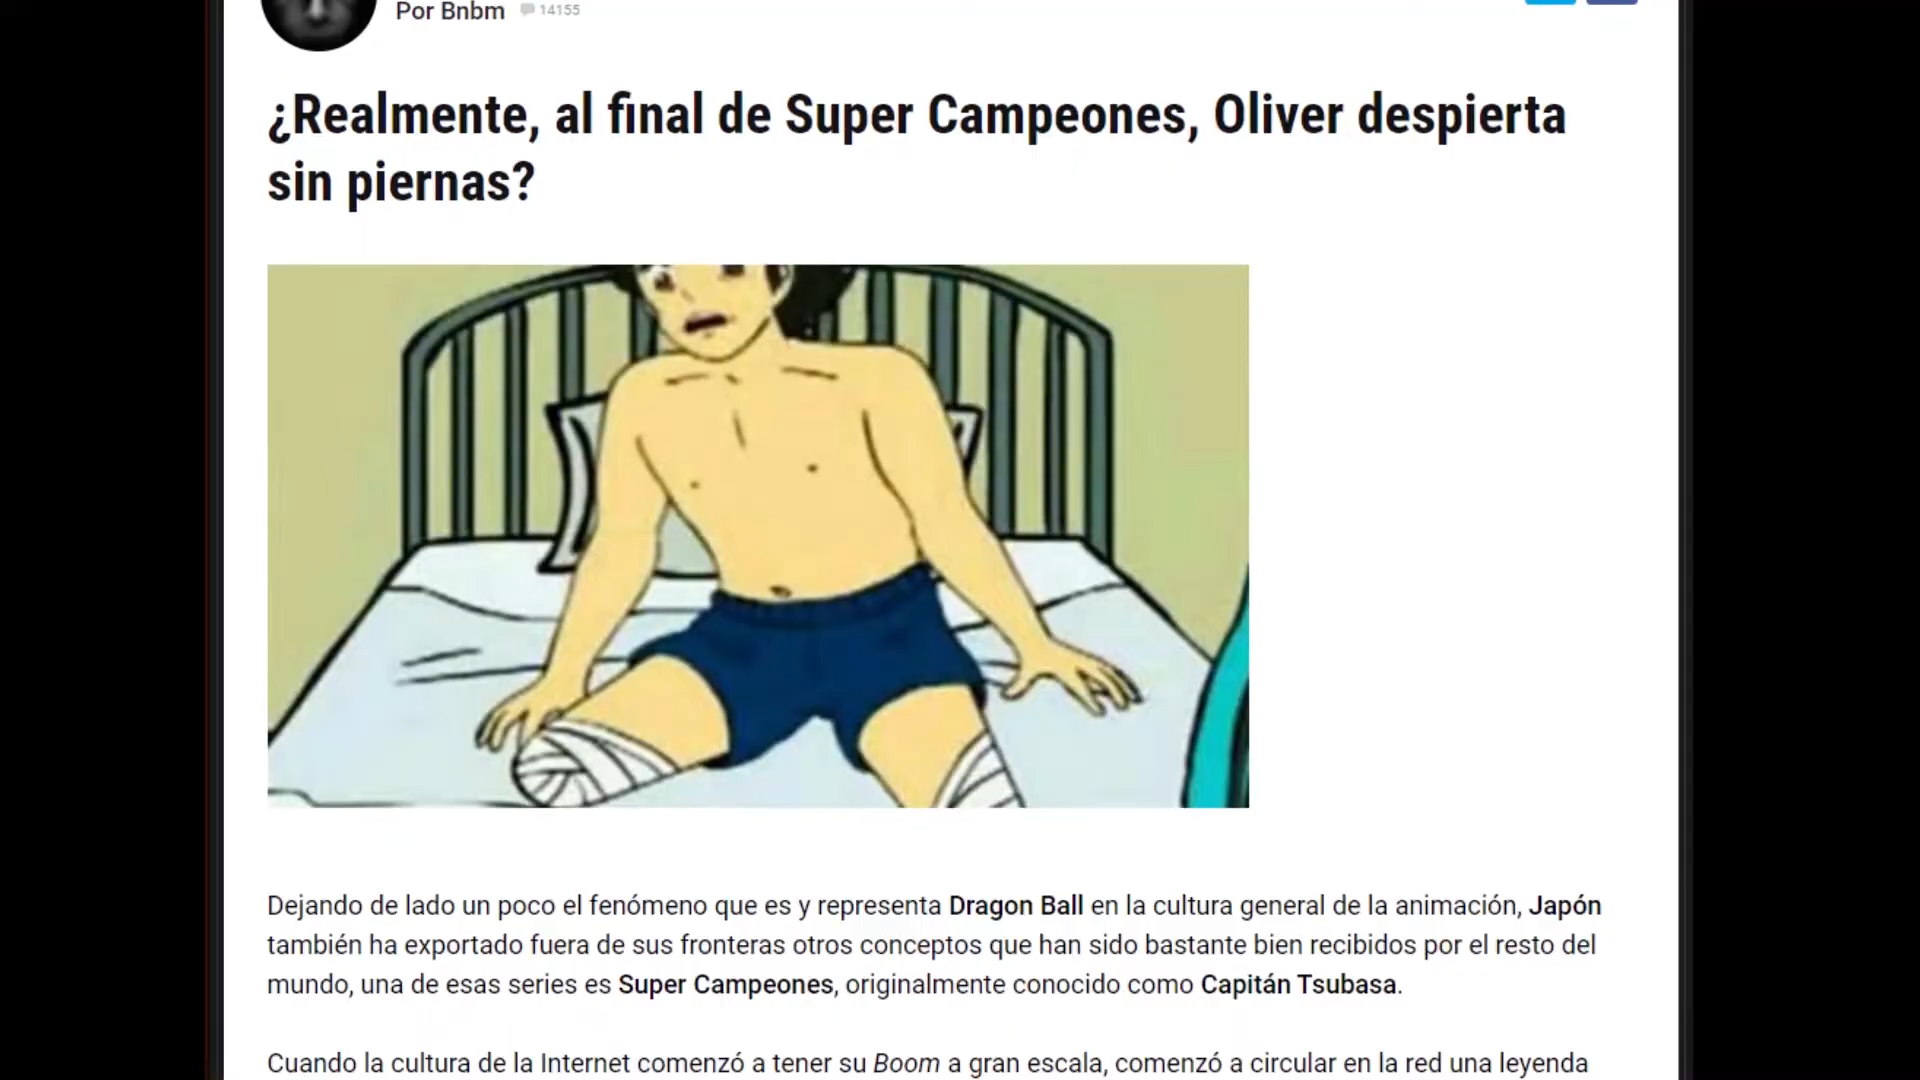 Por Bnbm 14155
¿Realmente, al final de Super Campeones, Oliver despierta
sin piernas?
Dejando de lado un poco el fenómeno que es y representa Dragon Ball en la cultura general de la animación, Japón
también ha exportado fuera de sus fronteras otros conceptos que han sido bastante bien recibidos por el resto del
mundo, una de esas series es Super Campeones, originalmente conocido como Capitán Tsubasa.
Cuando la cultura de la Internet comenzó a tener su Boom a gran escala, comenzó a circular en la red una leyenda